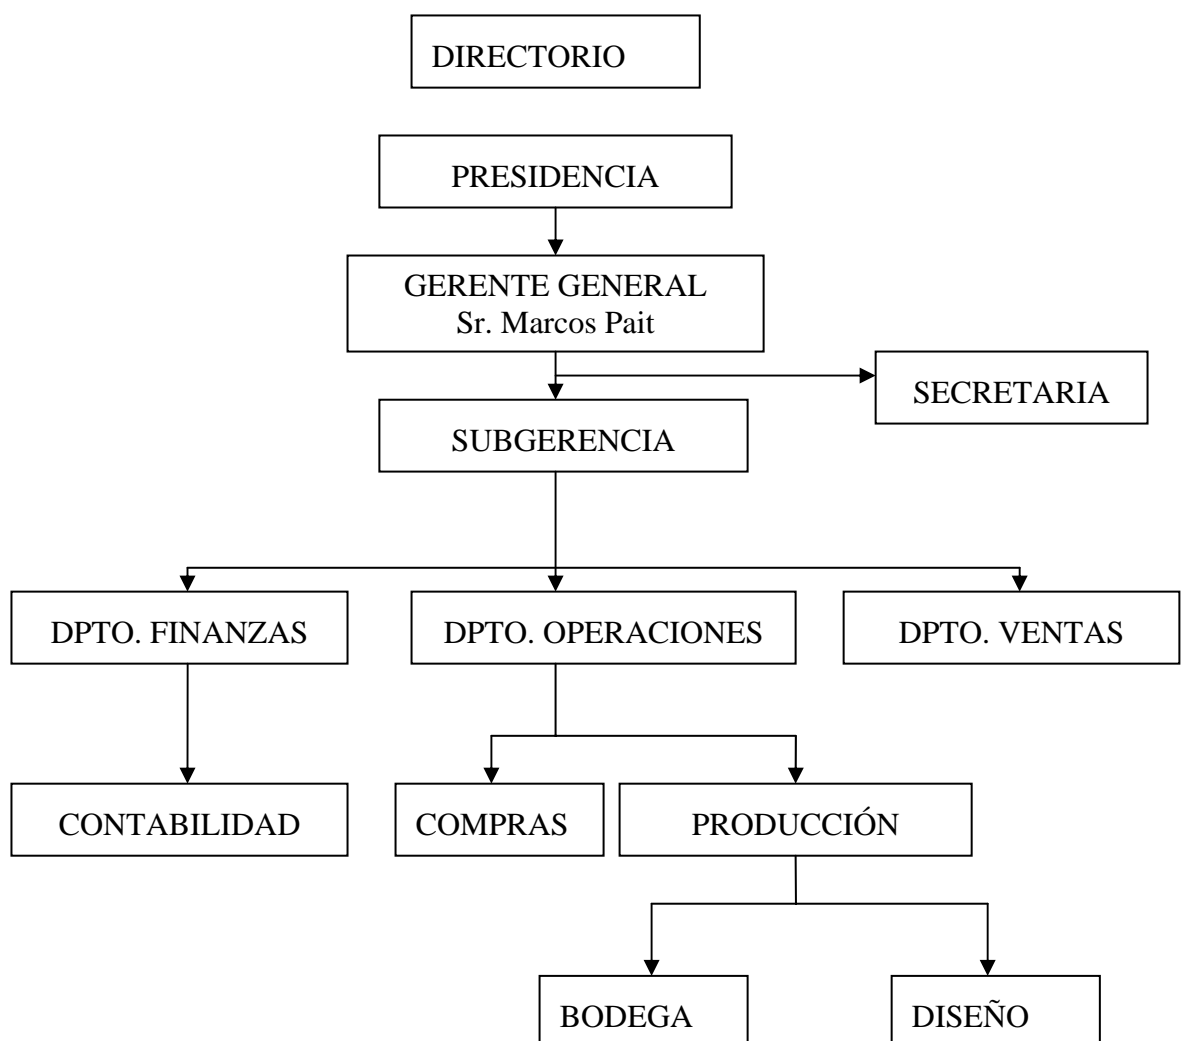 DIRECTORIO
PRESIDENCIA
GERENTE GENERAL
Sr. Marcos Pait
SECRETARIA
SUBGERENCIA
DPTO. FINANZAS
DPTO. OPERACIONES
DPTO. VENTAS
CONTABILIDAD
COMPRAS
PRODUCCIÓN
BODEGA
DISEÑO